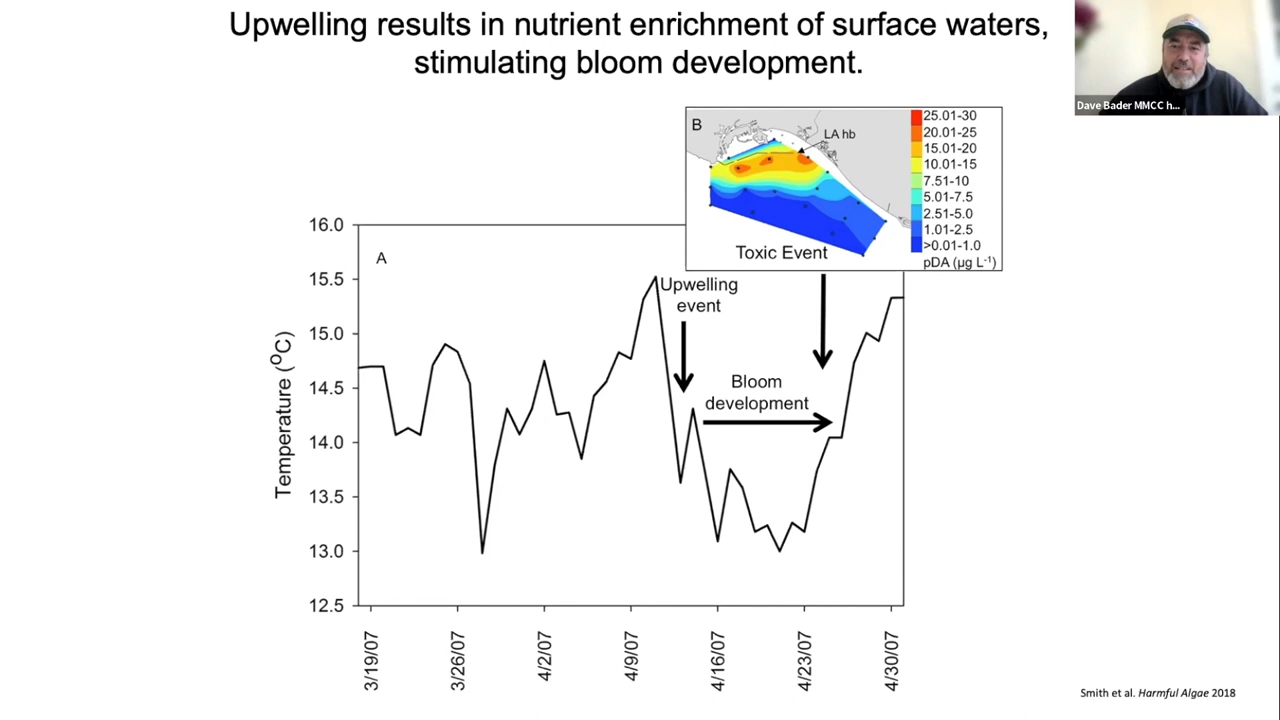 Upwelling results in nutrient enrichment of surface waters,
stimulating bloom development.
Dave Bader MMCC h...
B
LA hb
25.01-30
20.01-25
15.01-20
10.01-15
7.51-10
5.01-7.5
2.51-5.0
1.01-2.5
>0.01-1.0
pDA (µg L⁻¹)
Toxic Event
A
Upwelling
event
Bloom
development
Temperature (⁰C)
16.0
15.5
15.0
14.5
14.0
13.5
13.0
12.5
3/19/07
3/26/07
4/2/07
4/9/07
4/16/07
4/23/07
4/30/07
Smith et al. Harmful Algae 2018